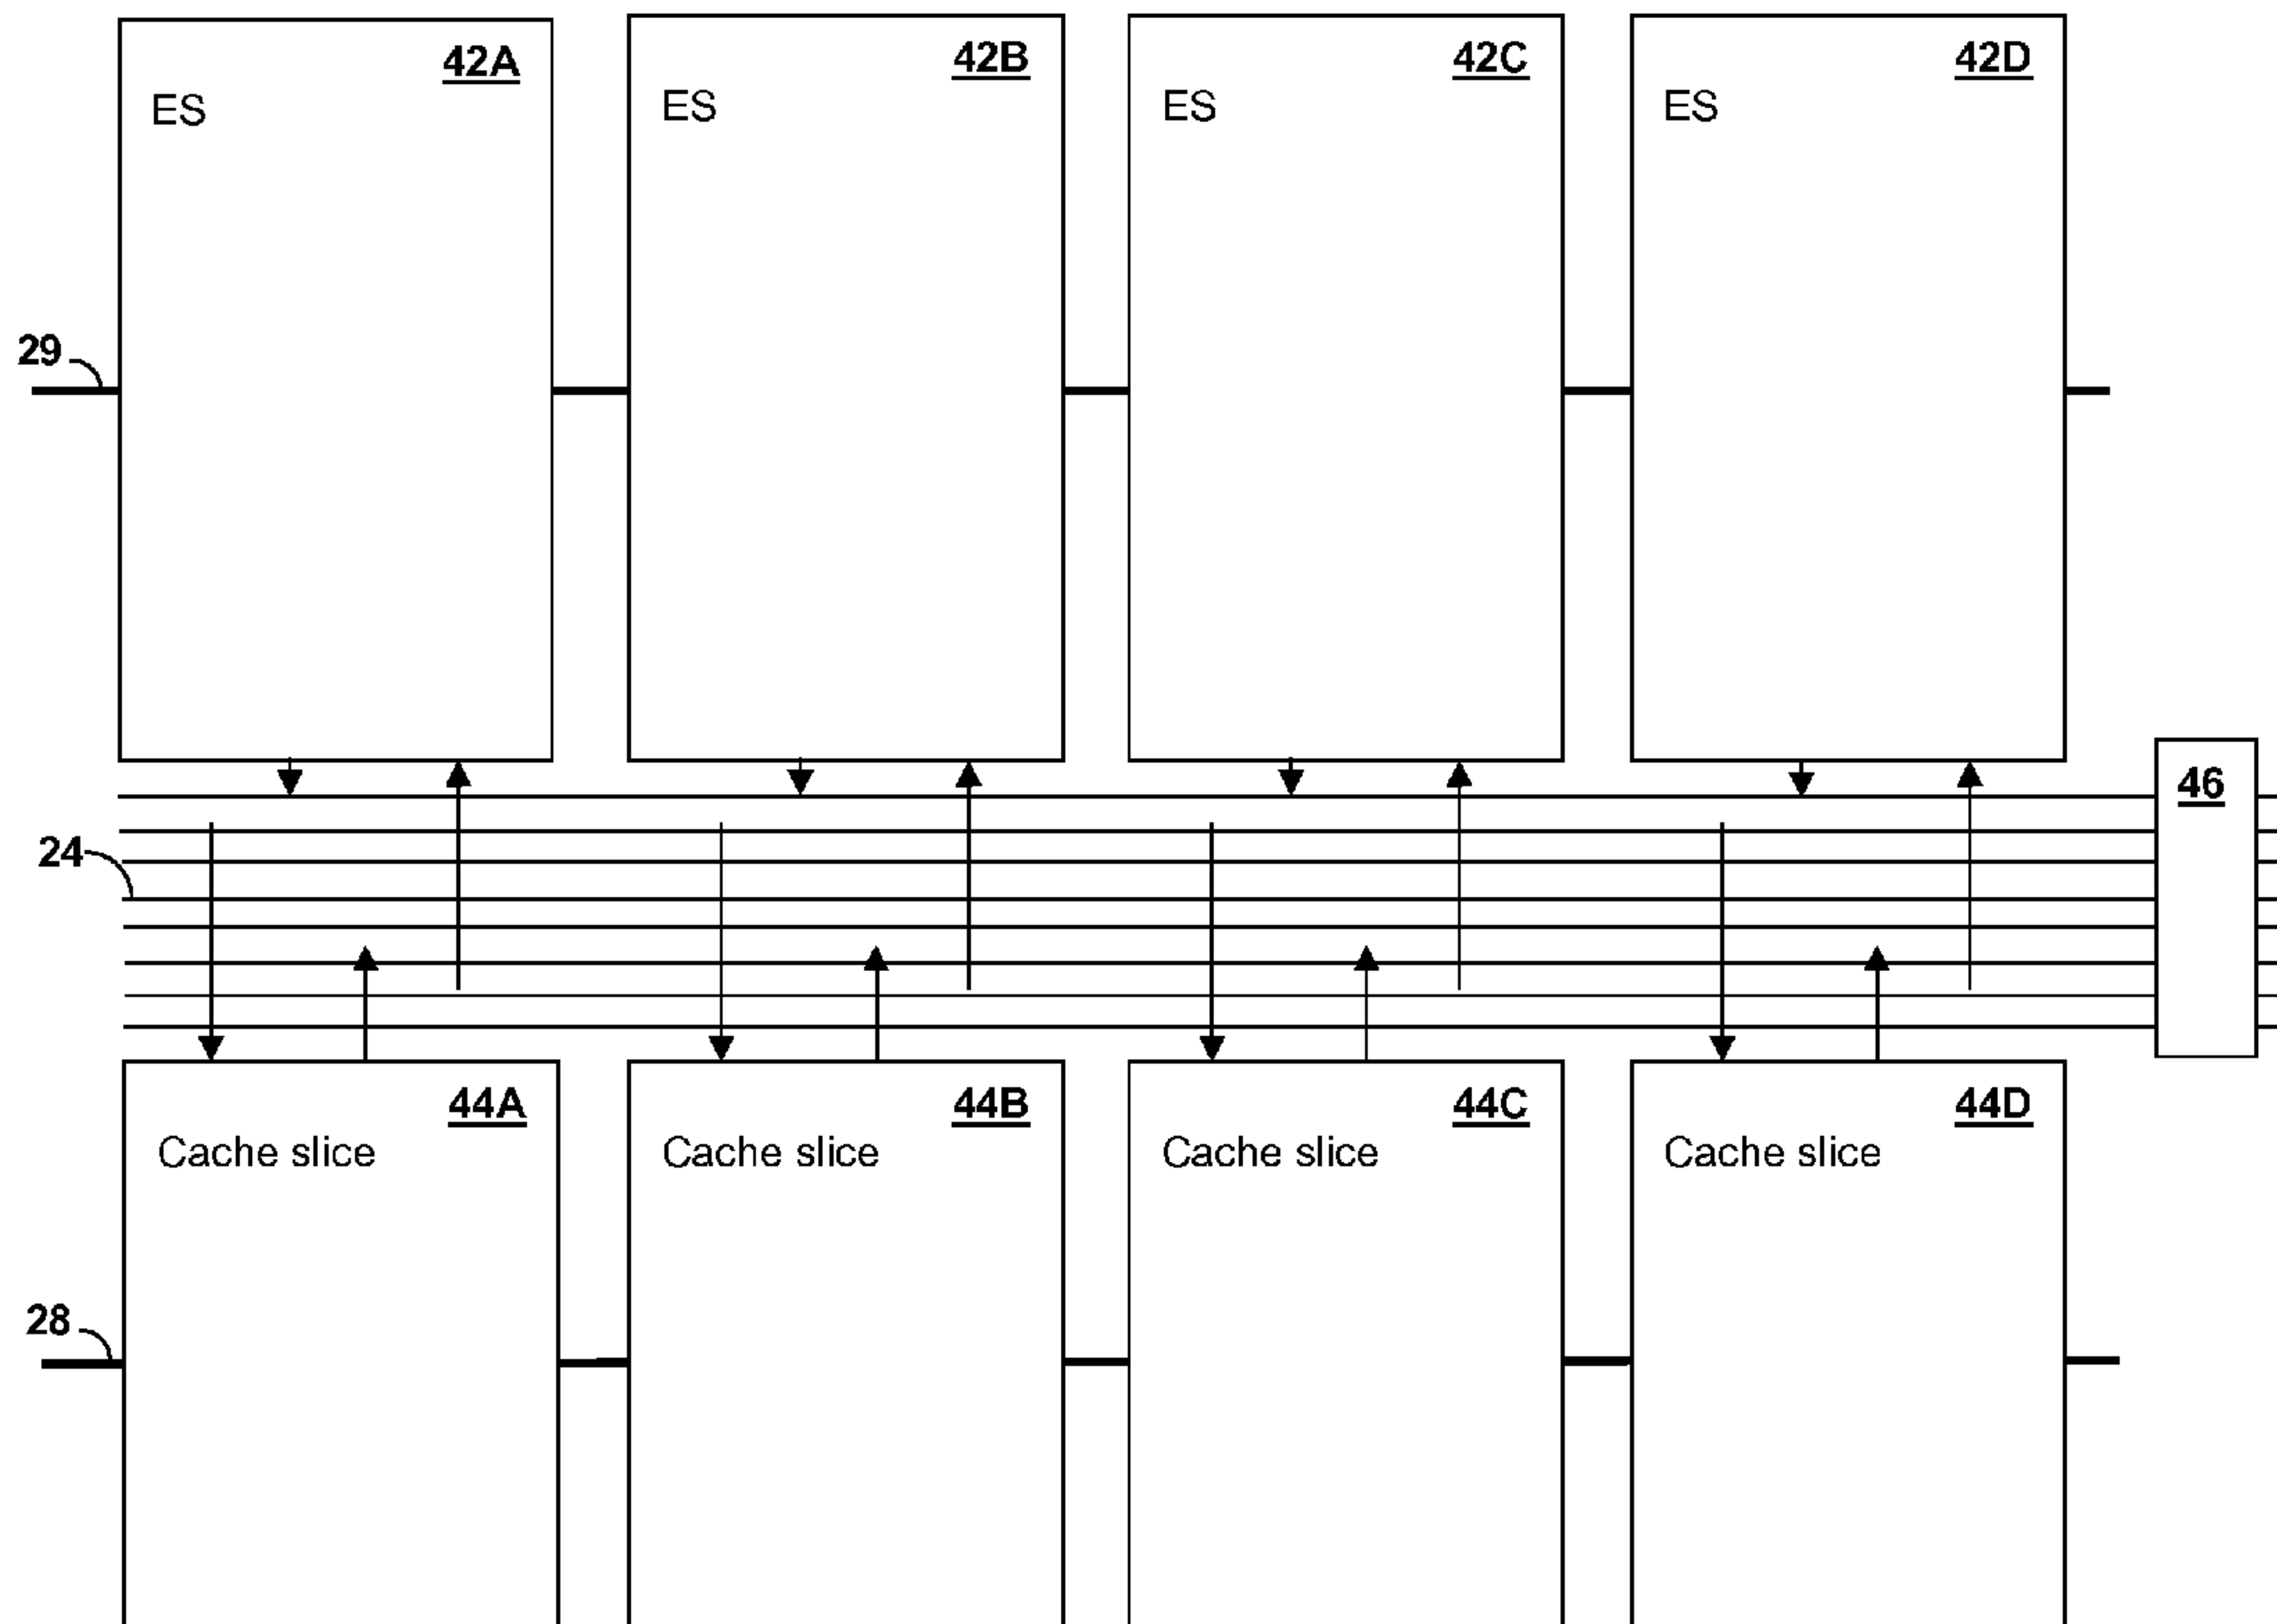 42A
42B
42C
42D
ES
ES
ES
ES
29
46
24
44A
44B
44C
44D
Cache slice
Cache slice
Cache slice
Cache slice
28